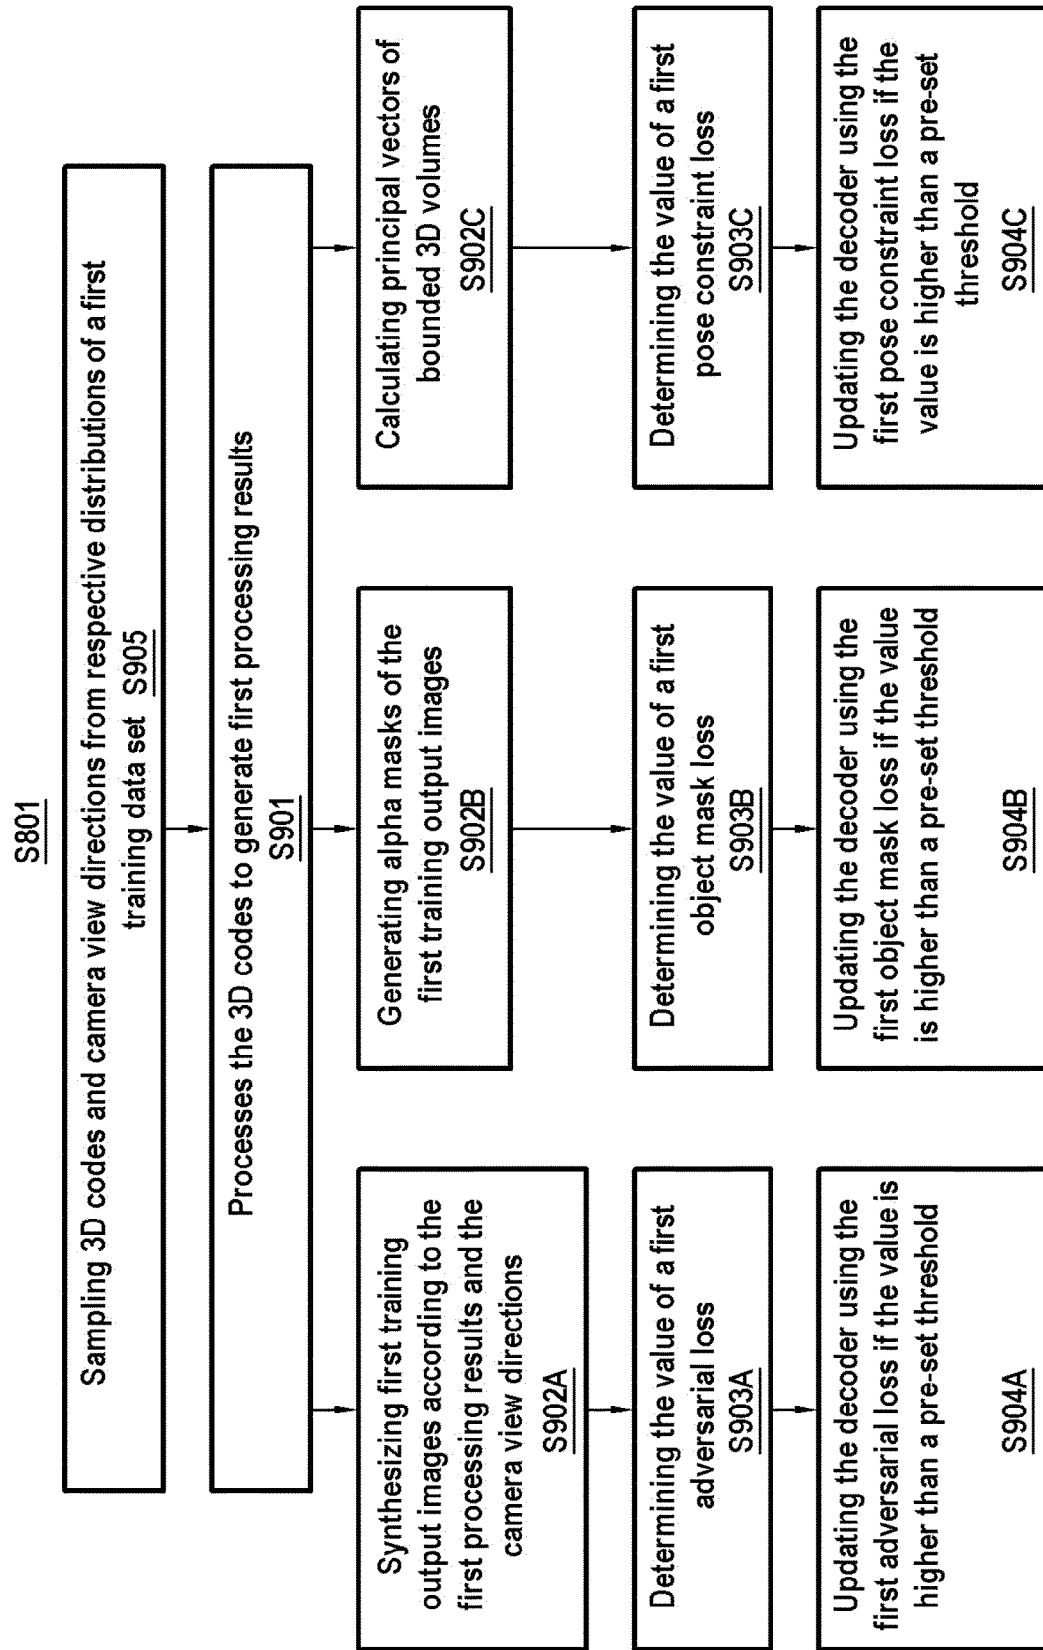 S801
Sampling 3D codes and camera view directions from respective distributions of a first
training data set S905
Processes the 3D codes to generate first processing results
S901
Synthesizing first training
output images according to the
first processing results and the
camera view directions
S902A
Determining the value of a first
adversarial loss
S903A
Updating the decoder using the
first adversarial loss if the value is
higher than a pre-set threshold
S904A
Generating alpha masks of the
first training output images
S902B
Determining the value of a first
object mask loss
S903B
Updating the decoder using the
first object mask loss if the value
is higher than a pre-set threshold
S904B
Calculating principal vectors of
bounded 3D volumes
S902C
Determining the value of a first
pose constraint loss
S903C
Updating the decoder using the
first pose constraint loss if the
value is higher than a pre-set
threshold
S904C